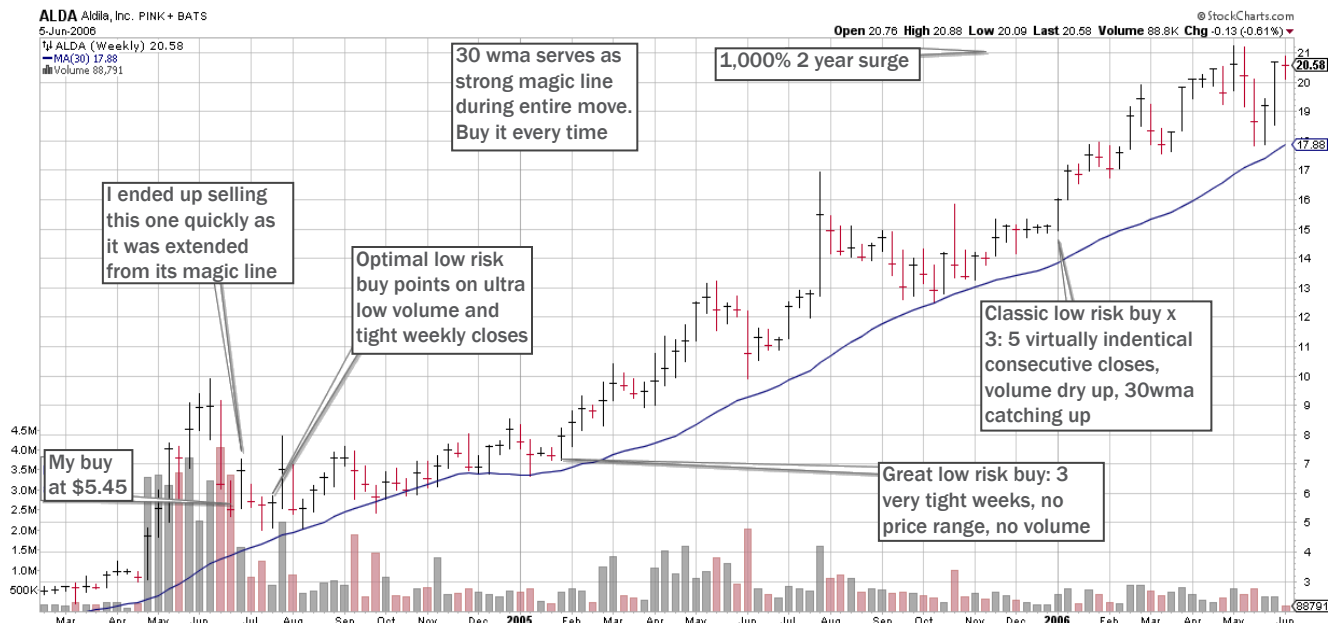 ALDA Aldila, Inc. PINK + BATS
© StockCharts.com
5-Jun-2006
Open 20.76 High 20.88 Low 20.09 Last 20.58 Volume 88.8K Chg -0.13 (-0.61%)
ALDA (Weekly) 20.58
MA(30) 17.88
Volume 88,791
30 wma serves as
strong magic line
during entire move.
Buy it every time
1,000% 2 year surge
I ended up selling
this one quickly as
it was extended
from its magic line
Optimal low risk
buy points on ultra
low volume and
tight weekly closes
Classic low risk buy x
3: 5 virtually indentical
consecutive closes,
volume dry up, 30wma
catching up
My buy
at $5.45
Great low risk buy: 3
very tight weeks, no
price range, no volume
21
20.58
20
19
17.88
17
16
15
14
13
12
11
10
9
8
7
6
5
4
3
88791
4.5M
4.0M
3.5M
3.0M
2.5M
2.0M
1.5M
1.0M
500K
Mar Apr May Jun Jul Aug Sep Oct Nov Dec 2005 Feb Mar Apr May Jun Jul Aug Sep Oct Nov Dec 2006 Feb Mar Apr May Jun